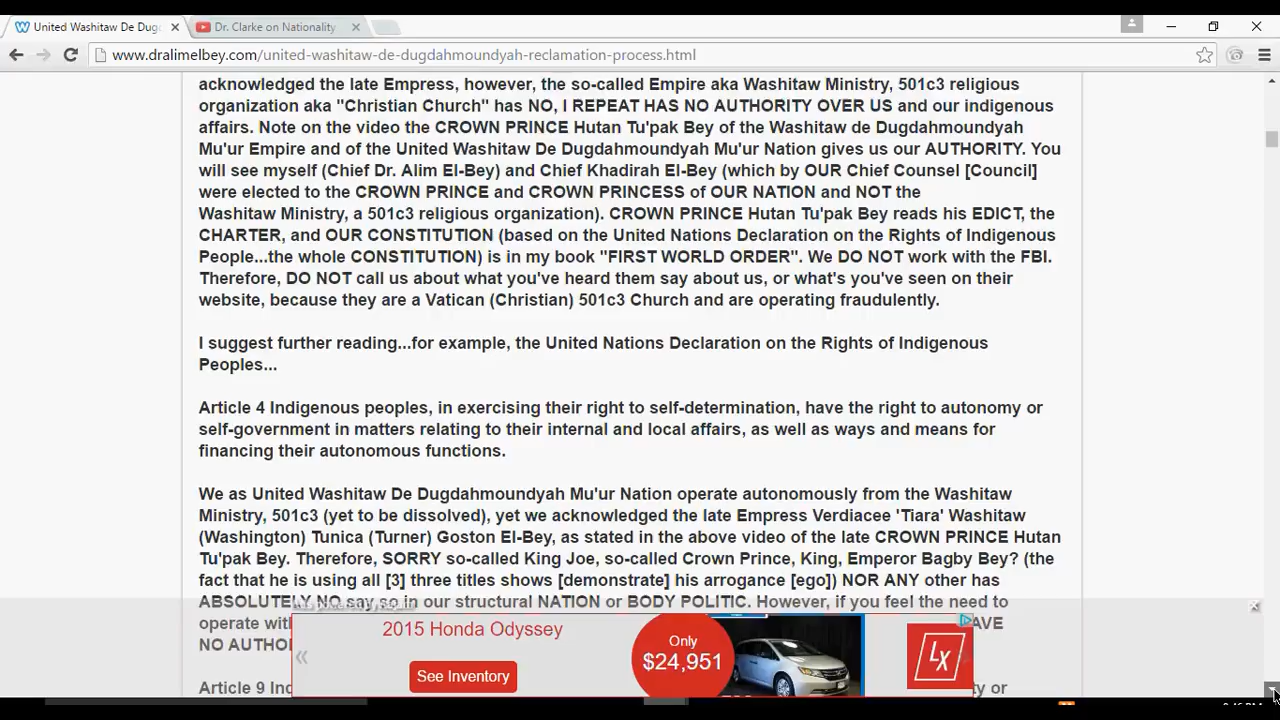 United Washitaw De Dugd
Dr. Clarke on Nationality
www.dralimelbey.com/united-washitaw-de-dugdahmoundyah-reclamation-process.html
acknowledged the late Empress, however, the so-called Empire aka Washitaw Ministry, 501c3 religious
organization aka "Christian Church" has NO, I REPEAT HAS NO AUTHORITY OVER US and our indigenous
affairs. Note on the video the CROWN PRINCE Hutan Tu'pak Bey of the Washitaw de Dugdahmoundyah
Mu'ur Empire and of the United Washitaw De Dugdahmoundyah Mu'ur Nation gives us our AUTHORITY. You
will see myself (Chief Dr. Alim El-Bey) and Chief Khadirah El-Bey (which by OUR Chief Counsel [Council]
were elected to the CROWN PRINCE and CROWN PRINCESS of OUR NATION and NOT the
Washitaw Ministry, a 501c3 religious organization). CROWN PRINCE Hutan Tu'pak Bey reads his EDICT, the
CHARTER, and OUR CONSTITUTION (based on the United Nations Declaration on the Rights of Indigenous
People...the whole CONSTITUTION) is in my book "FIRST WORLD ORDER". We DO NOT work with the FBI.
Therefore, DO NOT call us about what you've heard them say about us, or what's you've seen on their
website, because they are a Vatican (Christian) 501c3 Church and are operating fraudulently.
I suggest further reading...for example, the United Nations Declaration on the Rights of Indigenous
Peoples...
Article 4 Indigenous peoples, in exercising their right to self-determination, have the right to autonomy or
self-government in matters relating to their internal and local affairs, as well as ways and means for
financing their autonomous functions.
We as United Washitaw De Dugdahmoundyah Mu'ur Nation operate autonomously from the Washitaw
Ministry, 501c3 (yet to be dissolved), yet we acknowledged the late Empress Verdiacee 'Tiara' Washitaw
(Washington) Tunica (Turner) Goston El-Bey, as stated in the above video of the late CROWN PRINCE Hutan
Tu'pak Bey. Therefore, SORRY so-called King Joe, so-called Crown Prince, King, Emperor Bagby Bey? (the
fact that he is using all [3] three titles shows [demonstrate] his arrogance [ego]) NOR ANY other has
ABSOLUTELY NO say so in our structural NATION or BODY POLITIC. However, if you feel the need to
operate with AVE
NO AUTHO
Article 9 Ind y or
2015 Honda Odyssey
See Inventory
Only
$24,951
LX